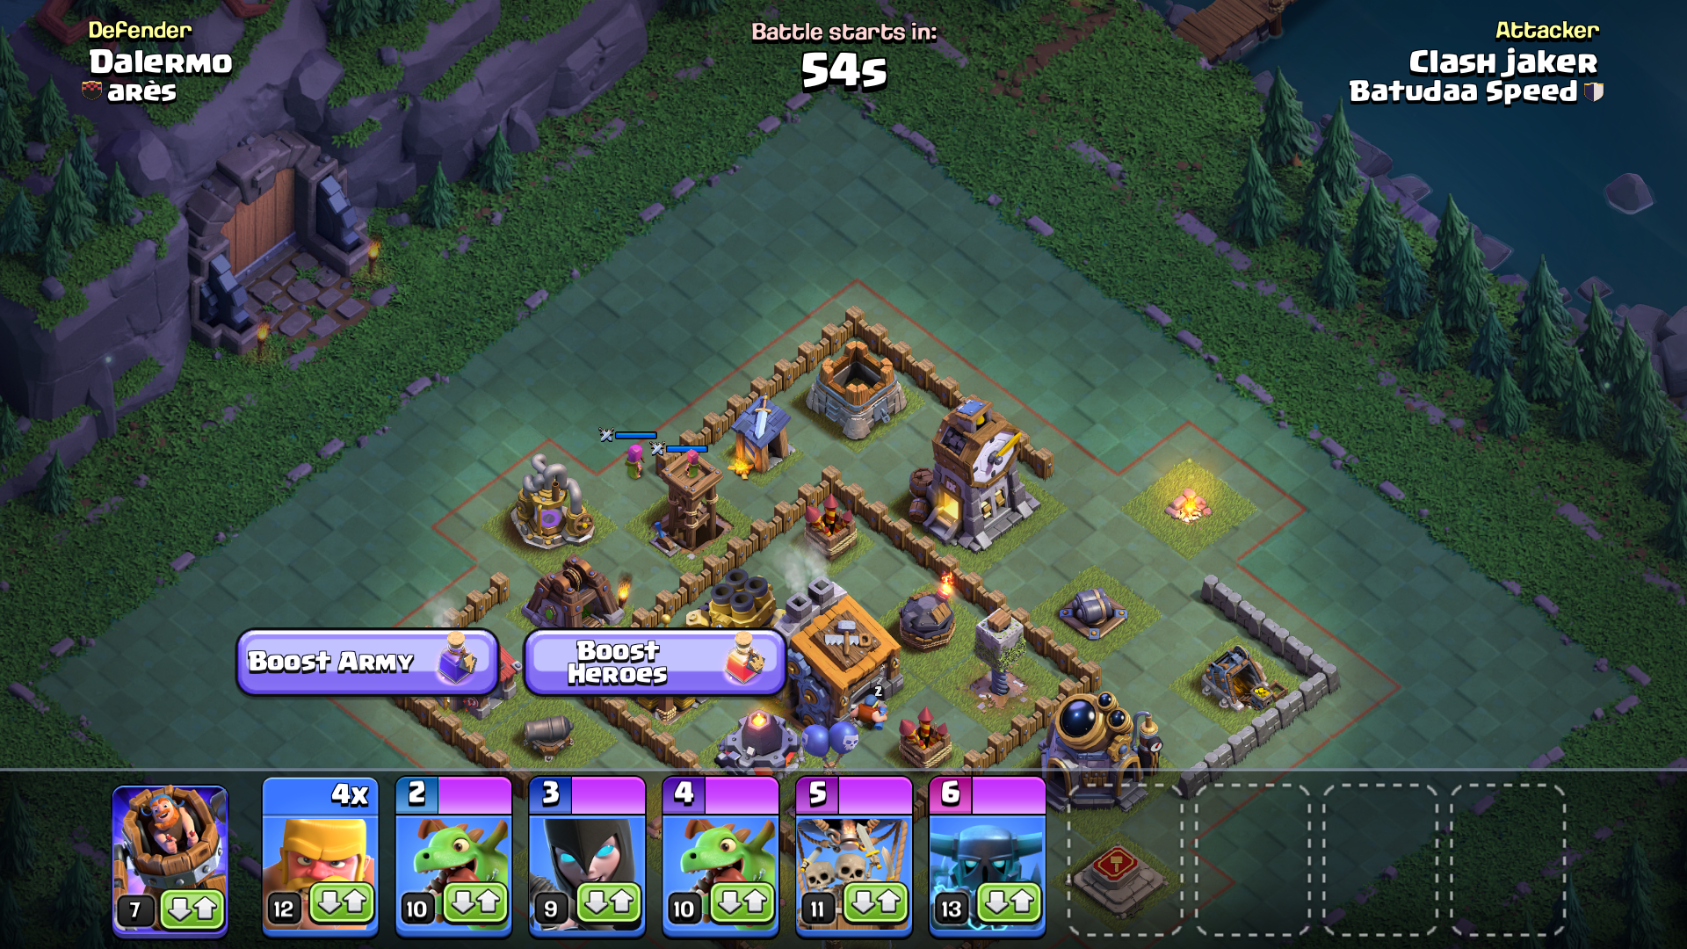 Defender
Dalermo
arès
Battle starts in:
54s
Attacker
Clash jaker
Batudaa Speed
Boost Army
Boost
Heroes
z
4x
2
3
4
5
6
7
12
10
9
10
11
13